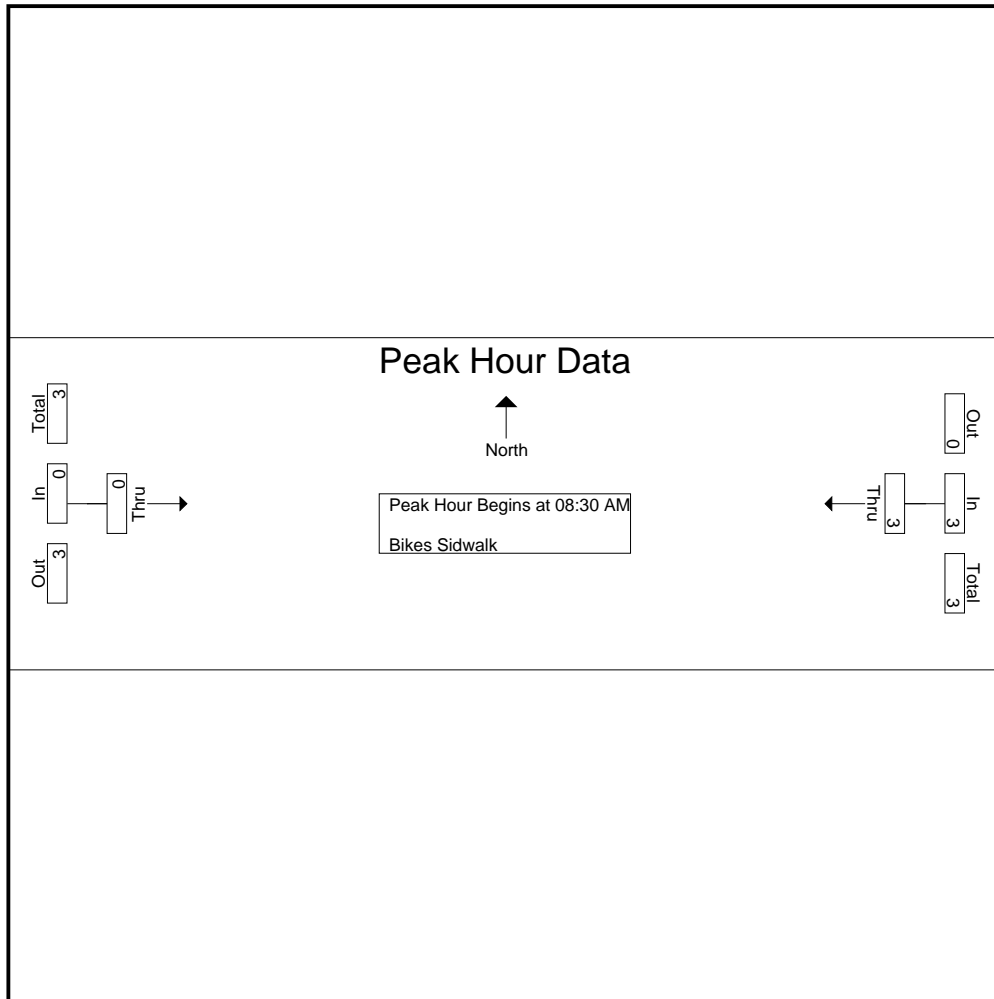 Peak Hour Data
North
Peak Hour Begins at 08:30 AM
Bikes Sidwalk
Total
3
In
0
Out
3
Thru
0
Out
0
In
3
Total
3
Thru
3